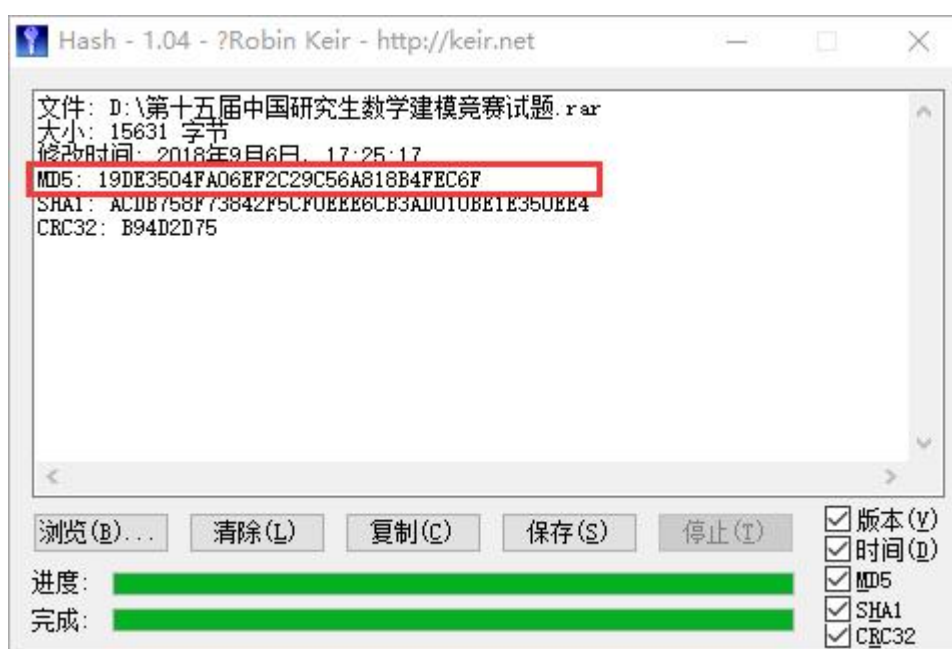 Hash - 1.04 - ?Robin Keir - http://keir.net
文件: D:\第十五届中国研究生数学建模竞赛试题.rar
大小: 15631 字节
修改时间: 2018年9月6日, 17:25:17
MD5: 19DE3504FA06EF2C29C56A818B4FEC6F
SHA1: ACDB758F73842F5CF0EEE6CB3AD010BE1E350EE4
CRC32: B94D2D75
浏览(B)... 清除(L) 复制(C) 保存(S) 停止(T)
版本(V)
时间(D)
进度:
MD5
SHA1
完成:
CRC32